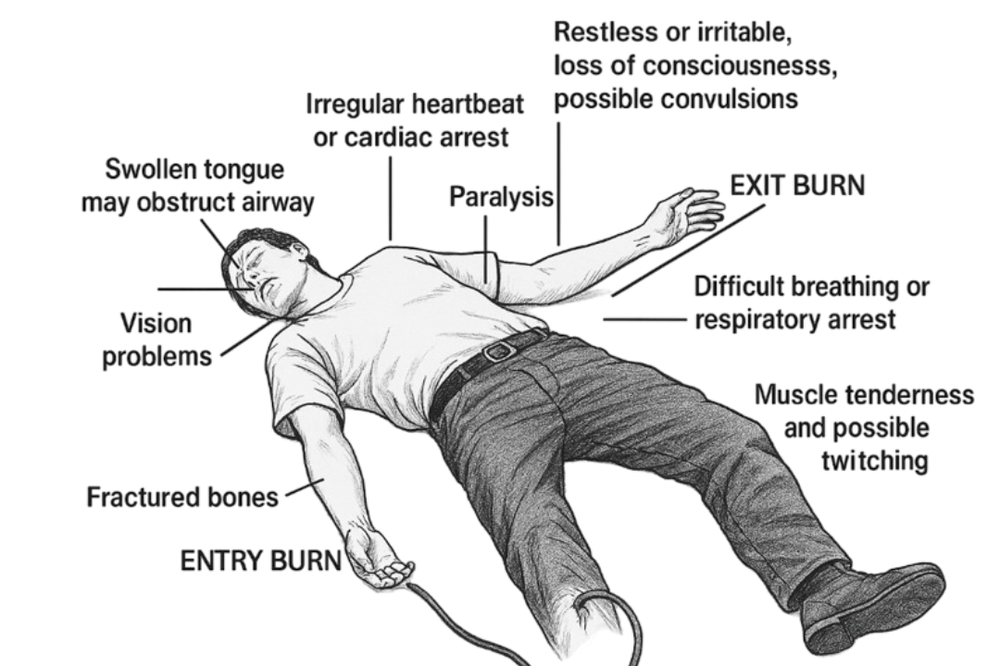 Restless or irritable,
loss of consciousnesss,
possible convulsions
Irregular heartbeat
or cardiac arrest
Swollen tongue
may obstruct airway
Paralysis
EXIT BURN
Difficult breathing or
respiratory arrest
Vision
problems
Muscle tenderness
and possible
twitching
Fractured bones
ENTRY BURN